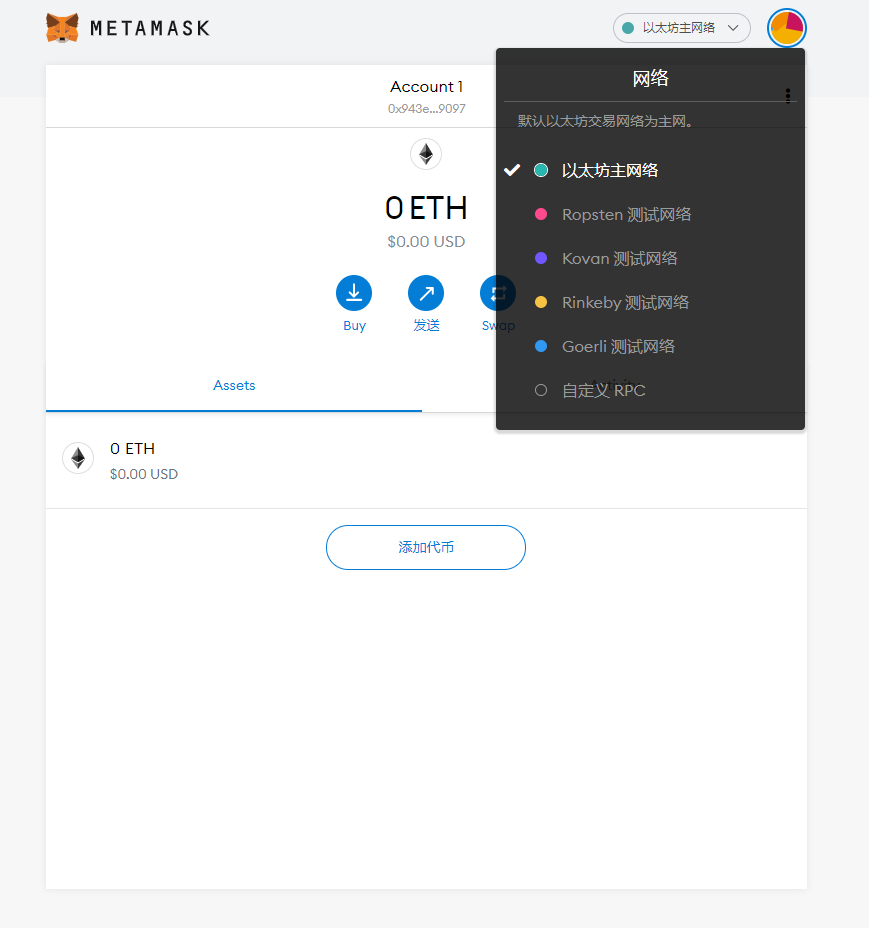 METAMASK
以太坊主网络
Account 1
0x943e...9097
0 ETH
$0.00 USD
Buy
发送
Swap
Assets
0 ETH
$0.00 USD
添加代币
网络
默认以太坊交易网络为主网。
以太坊主网络
Ropsten 测试网络
Kovan 测试网络
Rinkeby 测试网络
Goerli 测试网络
自定义 RPC